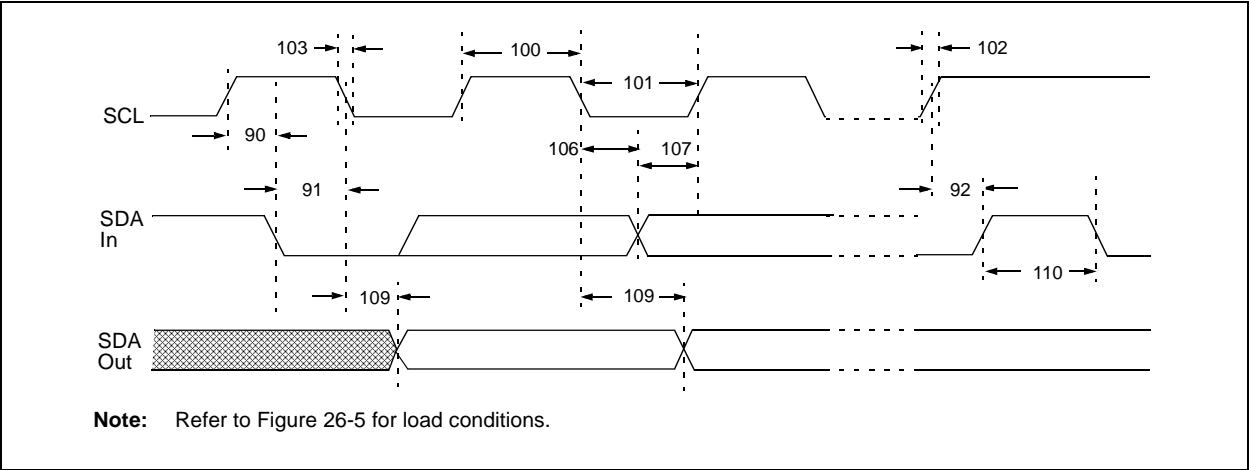 103
100
102
101
SCL
90
106
107
91
92
SDA
In
110
109
109
SDA
Out
Note: Refer to Figure 26-5 for load conditions.